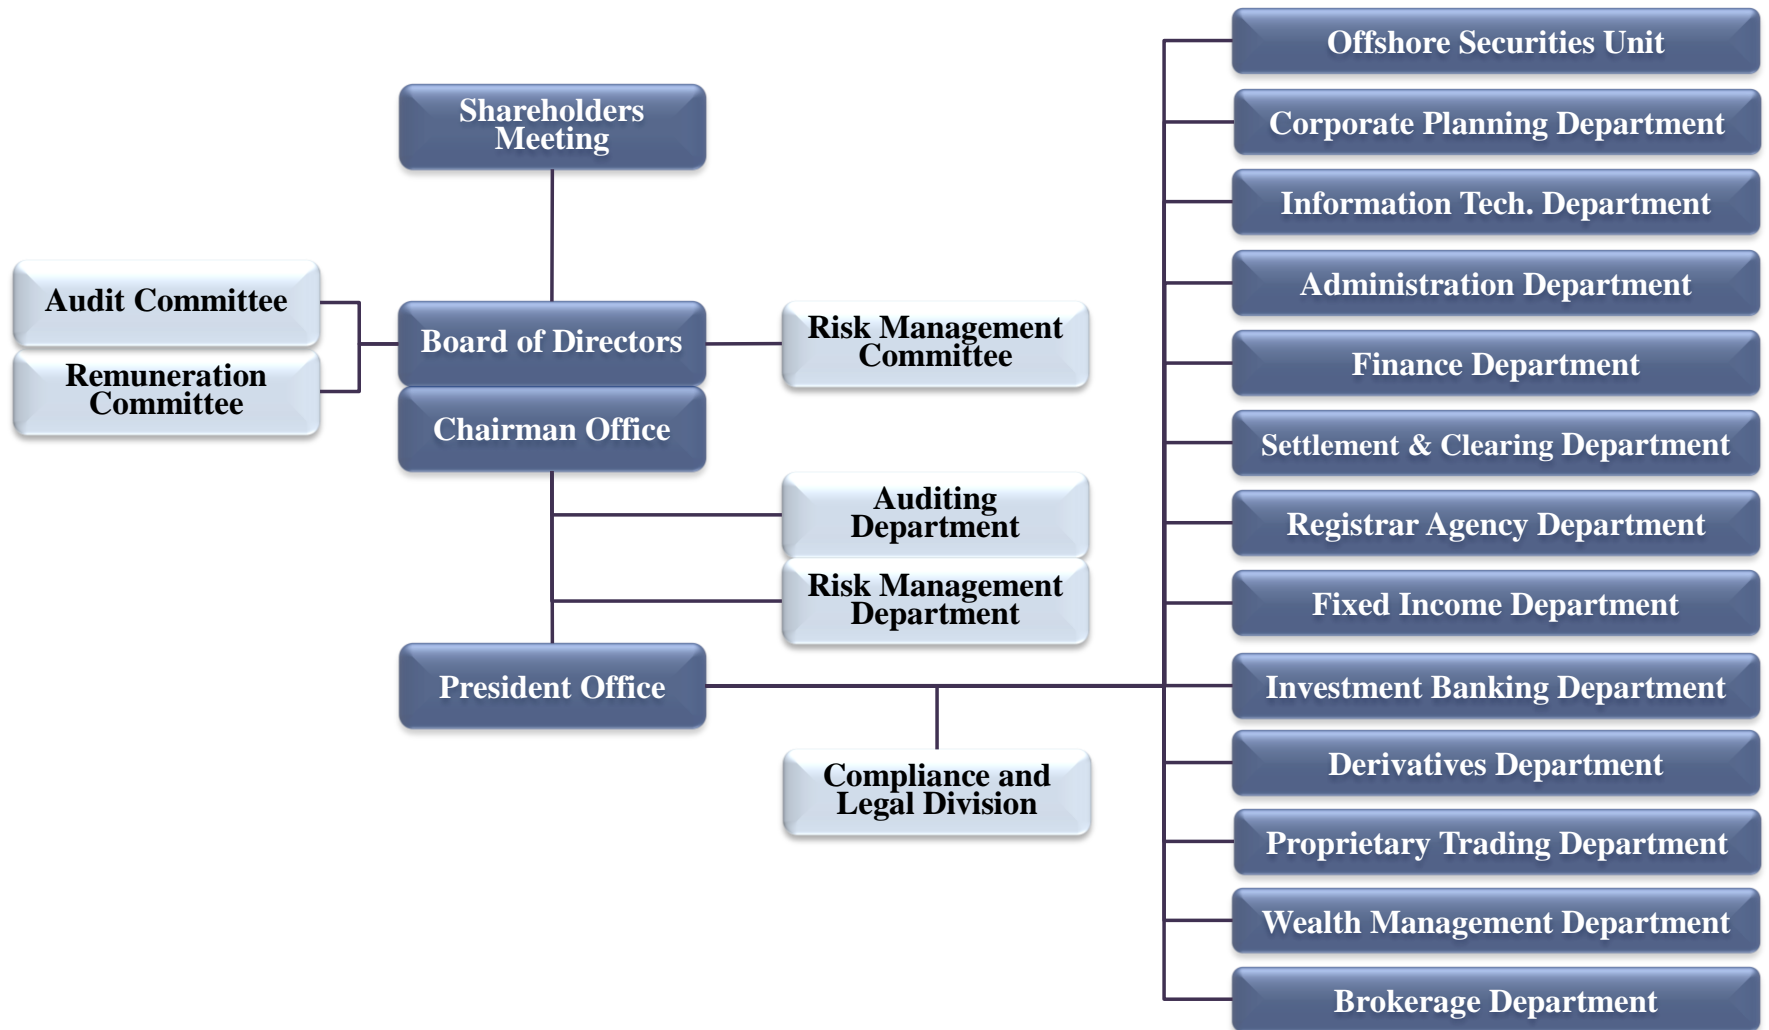 Shareholders
Meeting
Audit Committee
Remuneration
Committee
Board of Directors
Chairman Office
Risk Management
Committee
Auditing
Department
Risk Management
Department
President Office
Compliance and
Legal Division
Offshore Securities Unit
Corporate Planning Department
Information Tech. Department
Administration Department
Finance Department
Settlement & Clearing Department
Registrar Agency Department
Fixed Income Department
Investment Banking Department
Derivatives Department
Proprietary Trading Department
Wealth Management Department
Brokerage Department